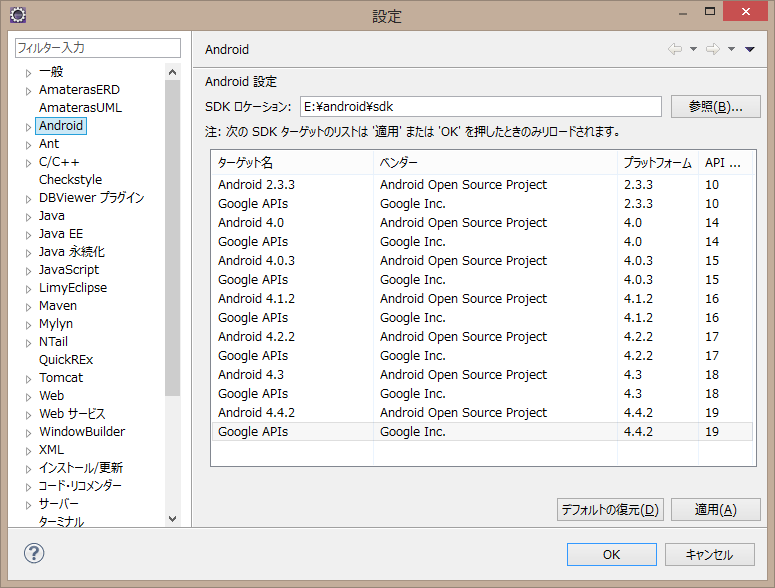 設定
フィルター入力
一般
AmaterasERD
AmaterasUML
Android
Ant
C/C++
Checkstyle
DBViewer プラグイン
Java
Java EE
Java 永続化
JavaScript
LimyEclipse
Maven
Mylyn
NTail
QuickREx
Tomcat
Web
Web サービス
WindowBuilder
XML
インストール/更新
コード・リコメンダー
サーバー
ターミナル
Android
Android 設定
SDK ロケーション: E:¥android¥sdk 参照(B)...
注: 次の SDK ターゲットのリストは '適用' または 'OK' を押したときのみリロードされます。
ターゲット名 ベンダー プラットフォーム API ...
Android 2.3.3 Android Open Source Project 2.3.3 10
Google APIs Google Inc. 2.3.3 10
Android 4.0 Android Open Source Project 4.0 14
Google APIs Google Inc. 4.0 14
Android 4.0.3 Android Open Source Project 4.0.3 15
Google APIs Google Inc. 4.0.3 15
Android 4.1.2 Android Open Source Project 4.1.2 16
Google APIs Google Inc. 4.1.2 16
Android 4.2.2 Android Open Source Project 4.2.2 17
Google APIs Google Inc. 4.2.2 17
Android 4.3 Android Open Source Project 4.3 18
Google APIs Google Inc. 4.3 18
Android 4.4.2 Android Open Source Project 4.4.2 19
Google APIs Google Inc. 4.4.2 19
デフォルトの復元(D) 適用(A)
? OK キャンセル